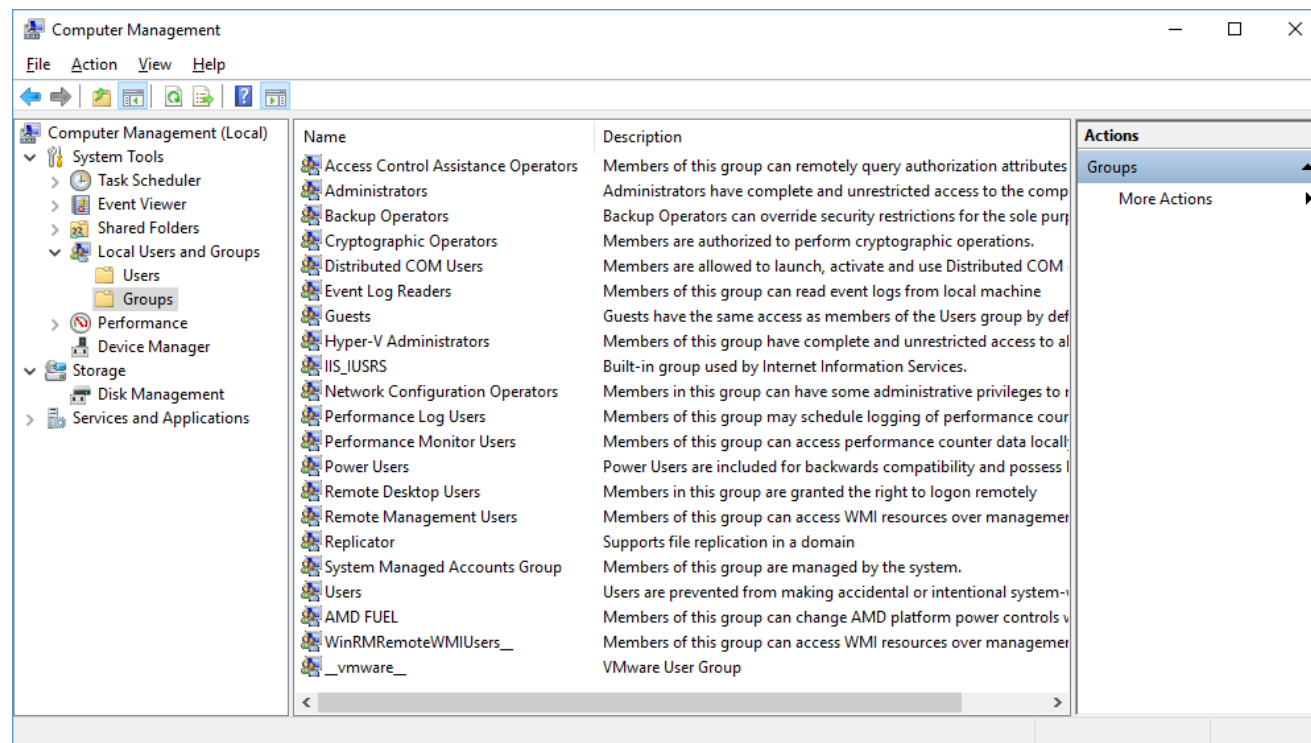 Computer Management
File Action View Help
Computer Management (Local)
System Tools
Task Scheduler
Event Viewer
Shared Folders
Local Users and Groups
Users
Groups
Performance
Device Manager
Storage
Disk Management
Services and Applications
Name Description
Access Control Assistance Operators Members of this group can remotely query authorization attributes
Administrators Administrators have complete and unrestricted access to the comp
Backup Operators Backup Operators can override security restrictions for the sole purp
Cryptographic Operators Members are authorized to perform cryptographic operations.
Distributed COM Users Members are allowed to launch, activate and use Distributed COM
Event Log Readers Members of this group can read event logs from local machine
Guests Guests have the same access as members of the Users group by def
Hyper-V Administrators Members of this group have complete and unrestricted access to al
IIS_IUSRS Built-in group used by Internet Information Services.
Network Configuration Operators Members in this group can have some administrative privileges to
Performance Log Users Members of this group may schedule logging of performance cour
Performance Monitor Users Members of this group can access performance counter data locall
Power Users Power Users are included for backwards compatibility and possess
Remote Desktop Users Members in this group are granted the right to logon remotely
Remote Management Users Members of this group can access WMI resources over managemer
Replicator Supports file replication in a domain
System Managed Accounts Group Members of this group are managed by the system.
Users Users are prevented from making accidental or intentional system-
AMD FUEL Members of this group can change AMD platform power controls
WinRMRemoteWMIUsers__ Members of this group can access WMI resources over managemer
__vmware__ VMware User Group
Actions
Groups
More Actions